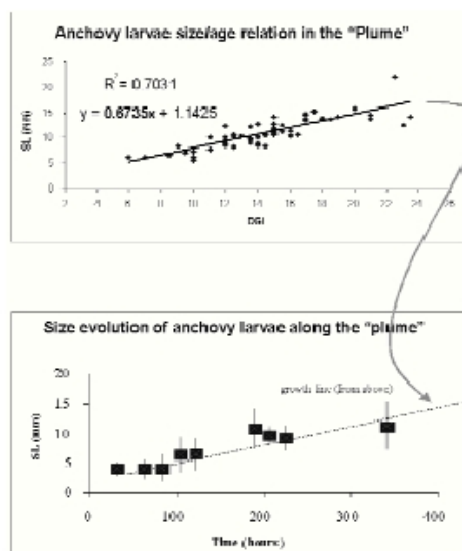 Anchovy larvae size/age relation in the "Plume"
25
20
15
10
5
0
SL (mm)
R² = 0.7031
y = 0.6735x + 1.1425
2 4 6 8 10 12 14 16 18 20 22 24 26
Size evolution of anchovy larvae along the "plume"
20
15
10
5
0
SL (mm)
growth line (from above)
0 100 200 300 400
Time (hours)